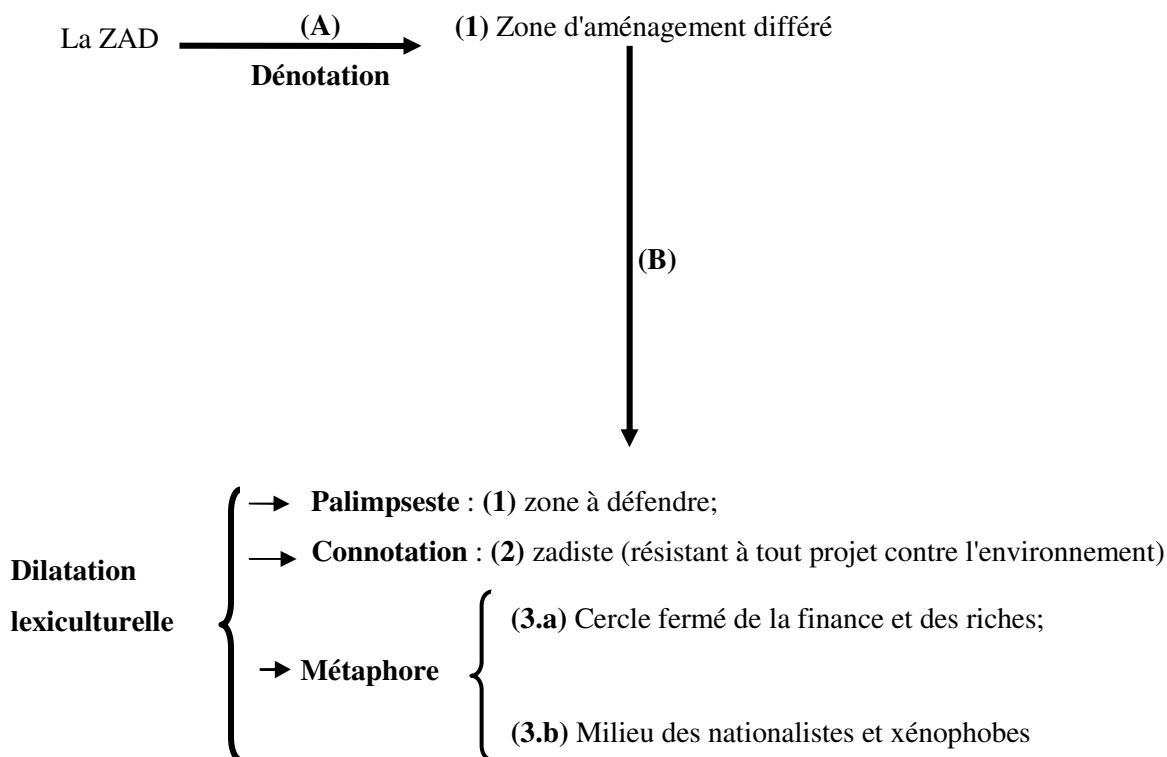 La ZAD (A) (1) Zone d'aménagement différé
Dénotation
(B)
Palimpseste : (1) zone à défendre;
Connotation : (2) zadiste (résistant à tout projet contre l'environnement)
Dilatation
lexiculturelle
(3.a) Cercle fermé de la finance et des riches;
Métaphore
(3.b) Milieu des nationalistes et xénophobes